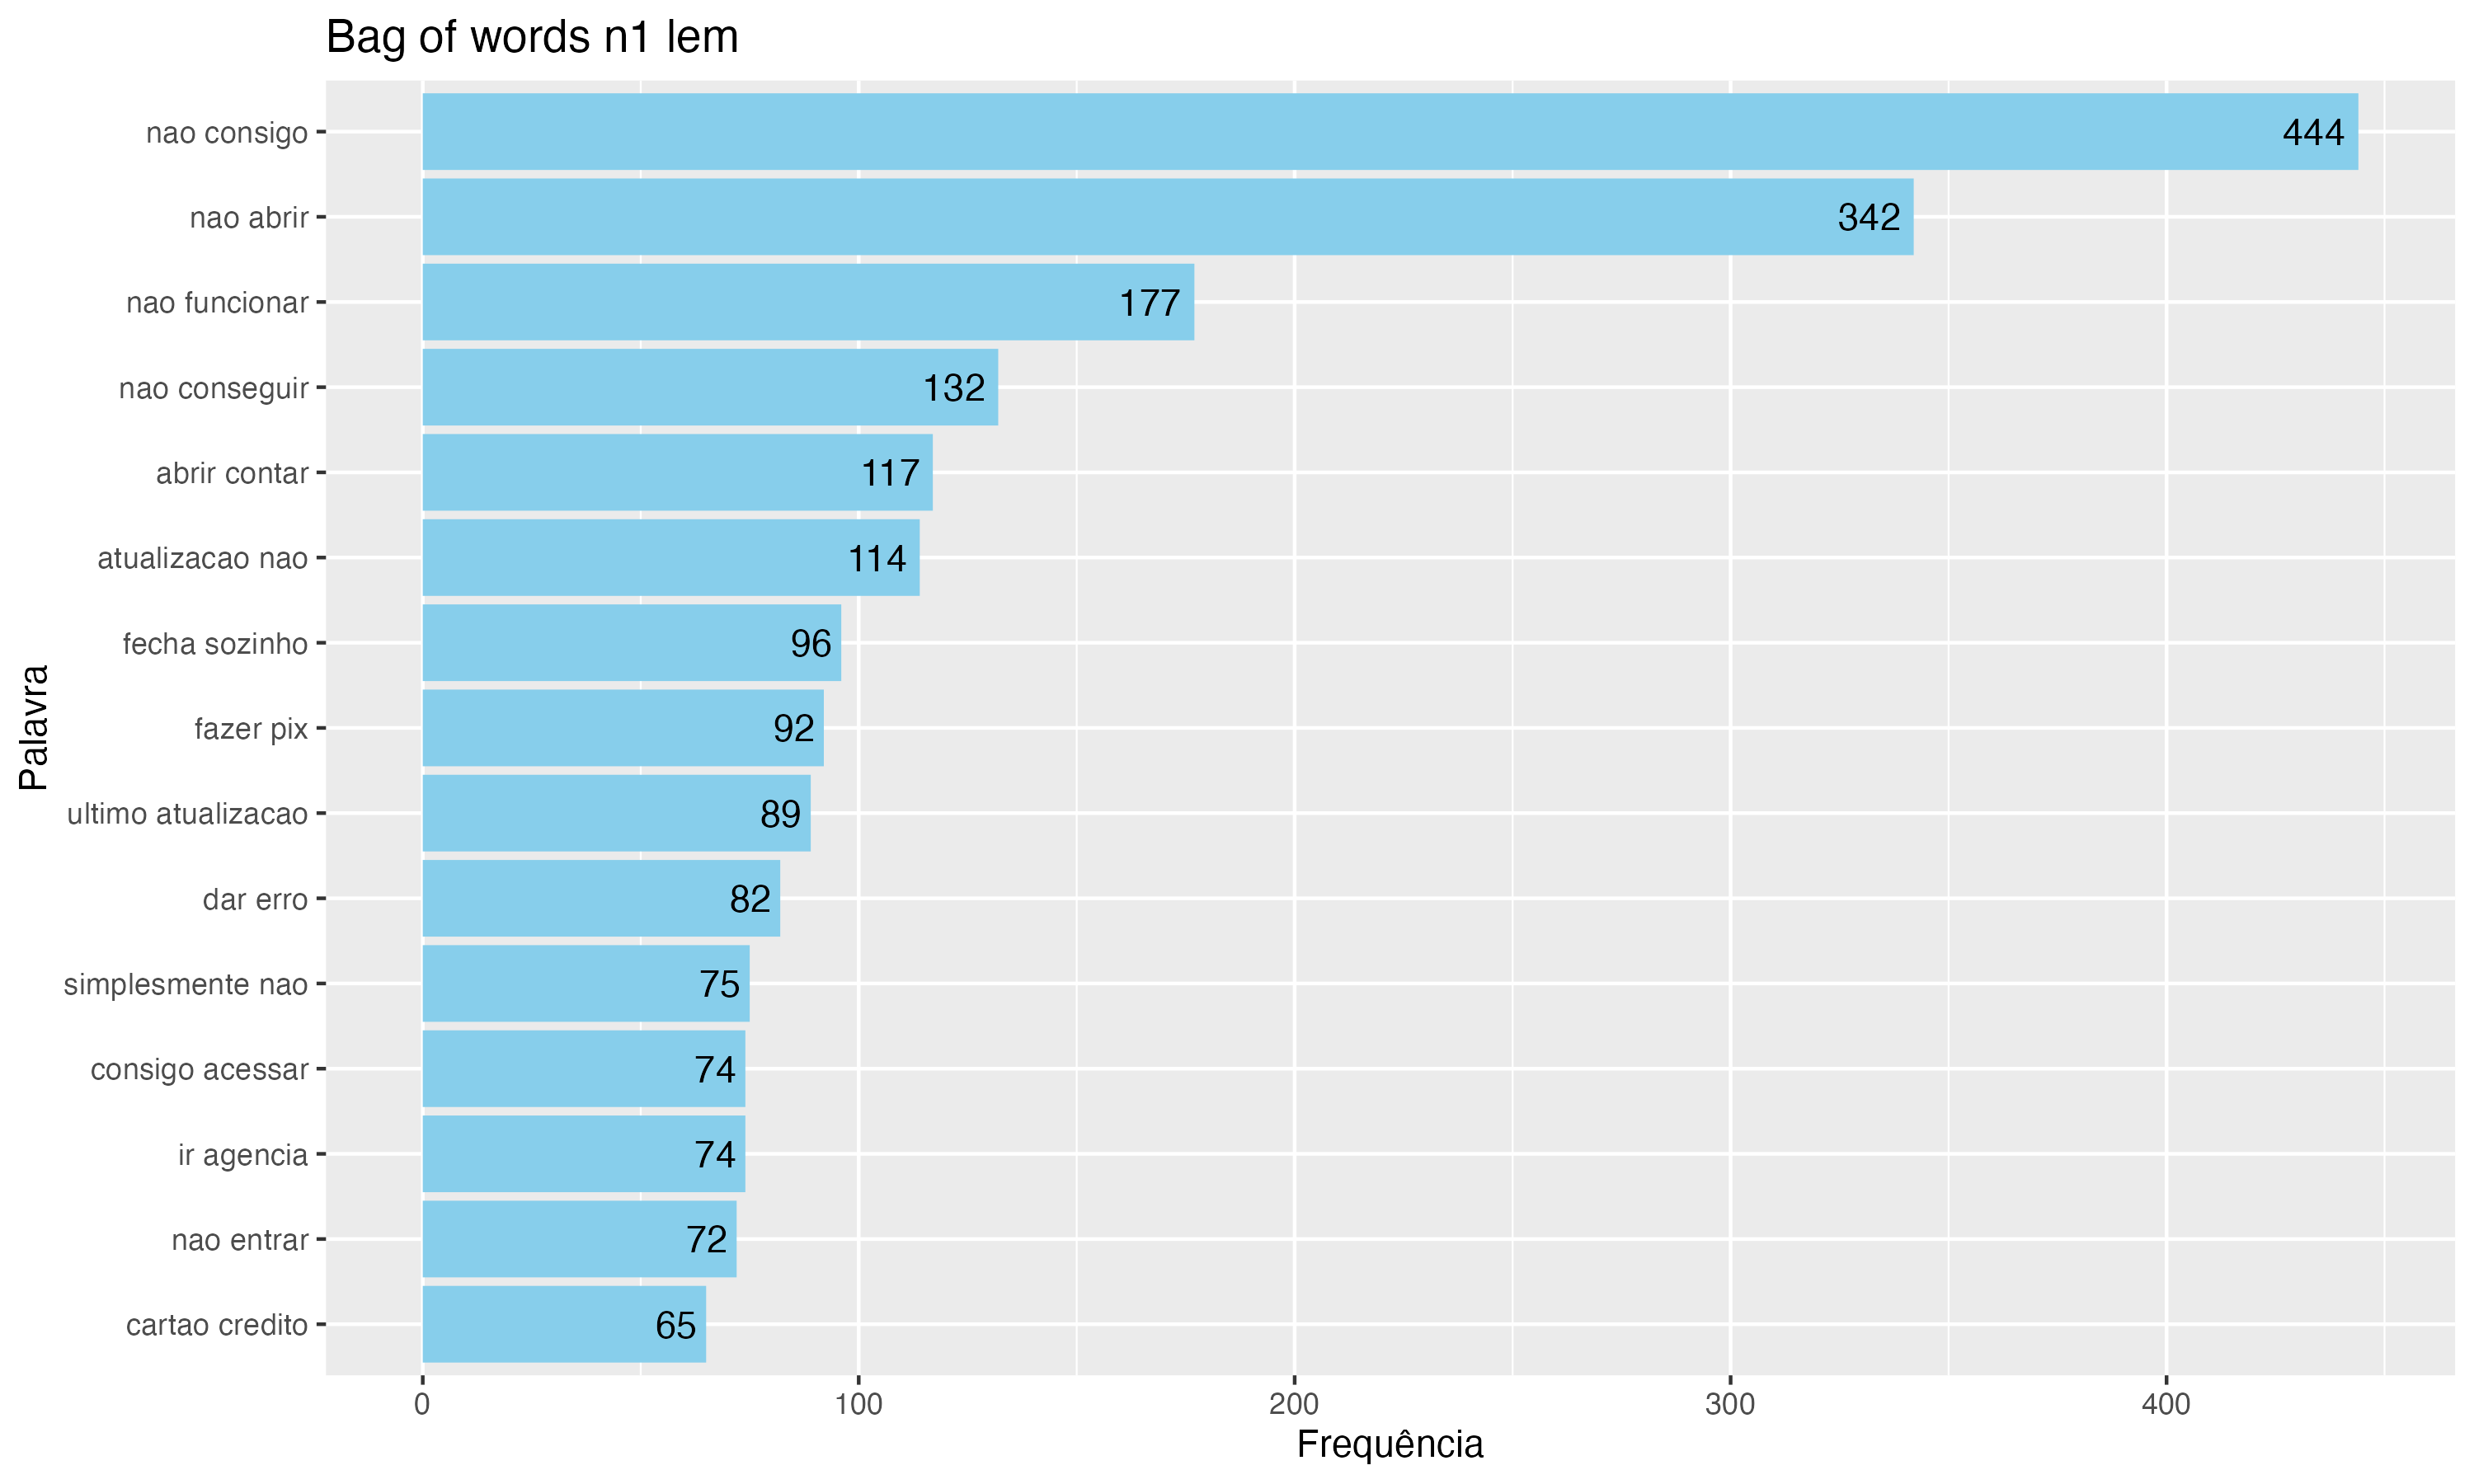 Bag of words n1 lem
nao consigo 444
nao abrir 342
nao funcionar 177
nao conseguir 132
abrir contar 117
atualizacao nao 114
fecha sozinho 96
fazer pix 92
ultimo atualizacao 89
dar erro 82
simplesmente nao 75
consigo acessar 74
ir agencia 74
nao entrar 72
cartao credito 65
Palavra
0 100 200 300 400
Frequência